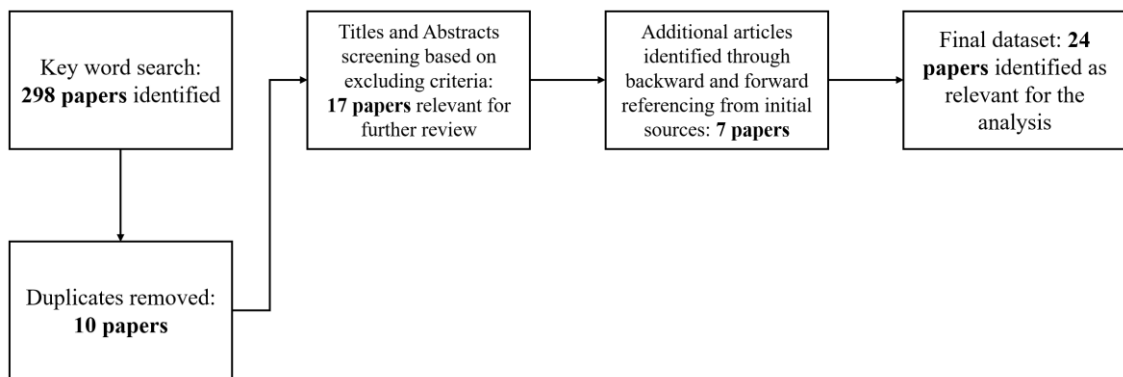 Key word search:
298 papers identified
Duplicates removed:
10 papers
Titles and Abstracts
screening based on
excluding criteria:
17 papers relevant for
further review
Additional articles
identified through
backward and forward
referencing from initial
sources: 7 papers
Final dataset: 24
papers identified as
relevant for the
analysis